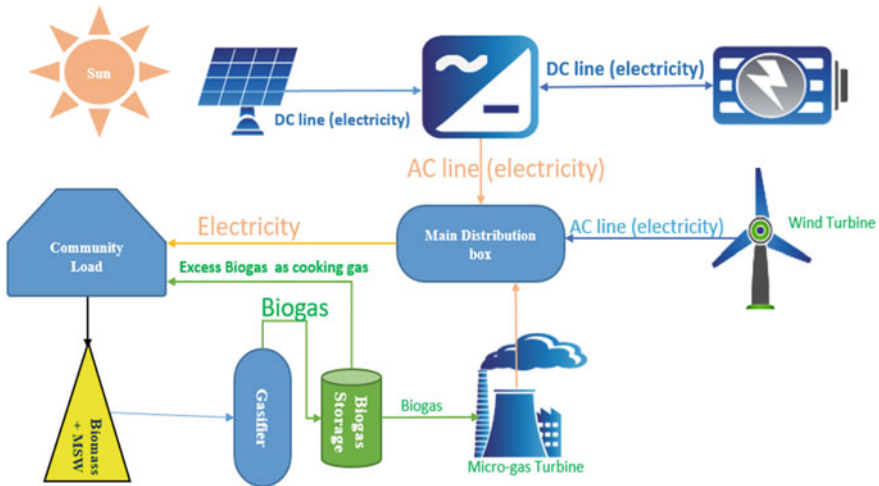 Sun
DC line (electricity)
DC line (electricity)
AC line (electricity)
Electricity
Main Distribution
box
AC line (electricity)
Wind Turbine
Community
Load
Excess Biogas as cooking gas
Biogas
Gasifier
Biogas
Storage
Biogas
Biomass
+ MSW
Micro-gas Turbine